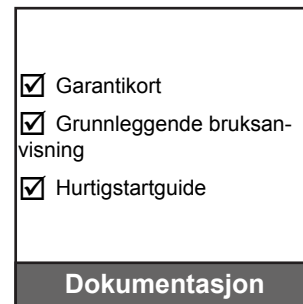 ☑ Garantikort
☑ Grunnleggende bruksan-
visning
☑ Hurtigstartguide
Dokumentasjon